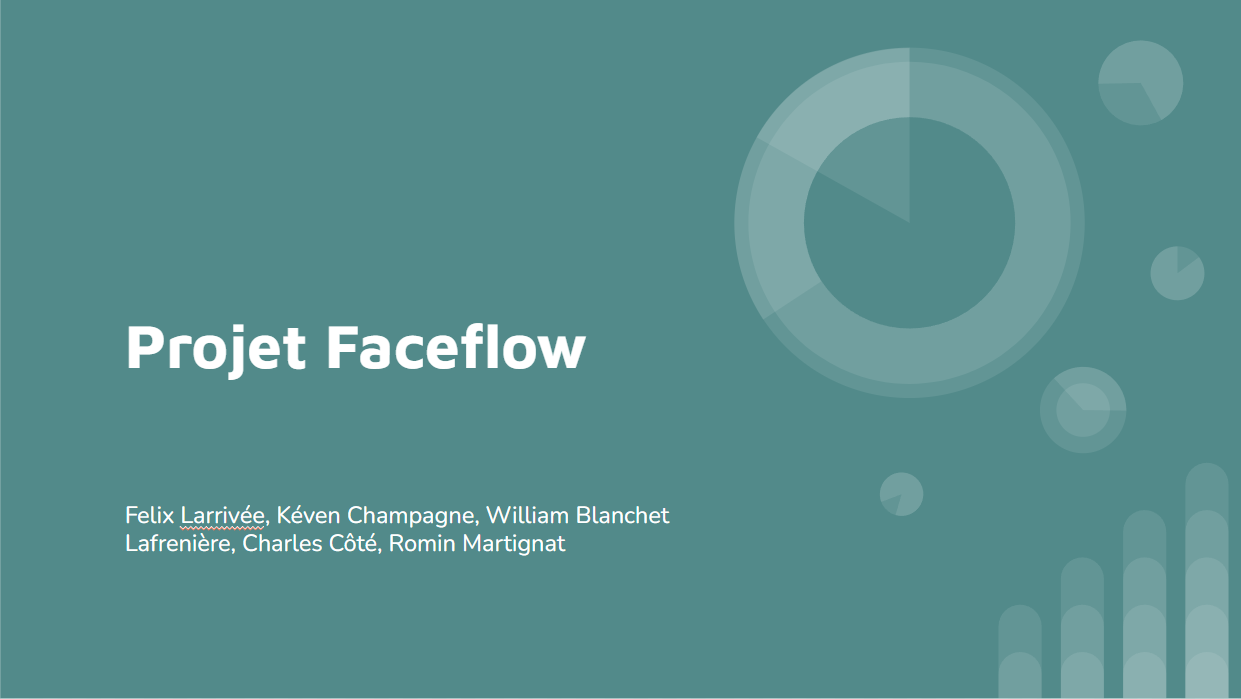 Projet Faceflow
Felix Larrivée, Kéven Champagne, William Blanchet
Lafrenière, Charles Côté, Romin Martignat